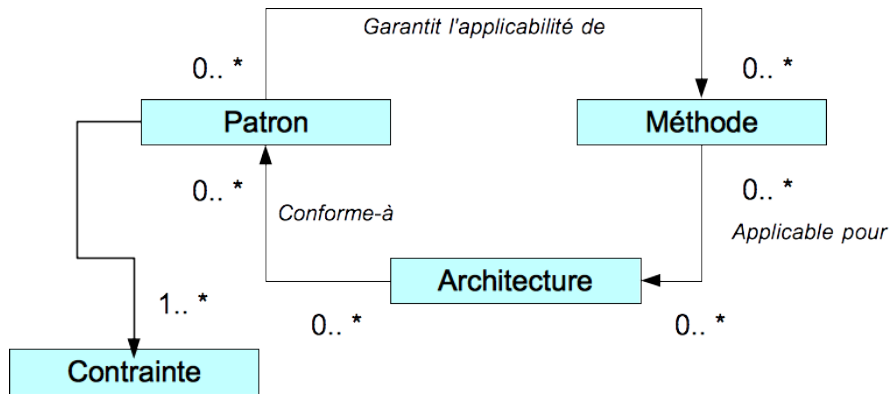 Garantit l'applicabilité de
0.. *
0.. *
Patron
Méthode
0.. *
0.. *
Conforme-à
Applicable pour
Architecture
1.. *
0.. *
0.. *
Contrainte